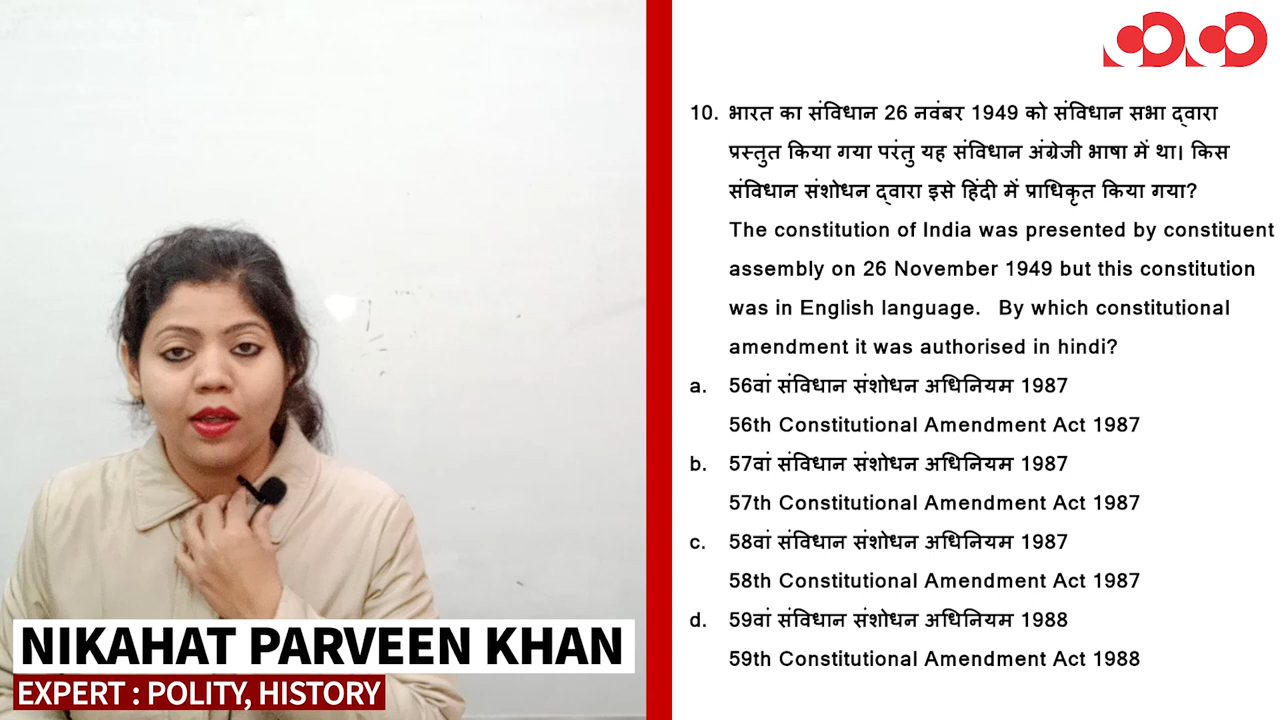 NIKAHAT PARVEEN KHAN
EXPERT : POLITY, HISTORY
10. भारत का संविधान 26 नवंबर 1949 को संविधान सभा द्वारा
प्रस्तुत किया गया परंतु यह संविधान अंग्रेजी भाषा में था। किस
संविधान संशोधन द्वारा इसे हिंदी में प्राधिकृत किया गया?
The constitution of India was presented by constituent
assembly on 26 November 1949 but this constitution
was in English language. By which constitutional
amendment it was authorised in hindi?
a. 56वां संविधान संशोधन अधिनियम 1987
56th Constitutional Amendment Act 1987
b. 57वां संविधान संशोधन अधिनियम 1987
57th Constitutional Amendment Act 1987
c. 58वां संविधान संशोधन अधिनियम 1987
58th Constitutional Amendment Act 1987
d. 59वां संविधान संशोधन अधिनियम 1988
59th Constitutional Amendment Act 1988